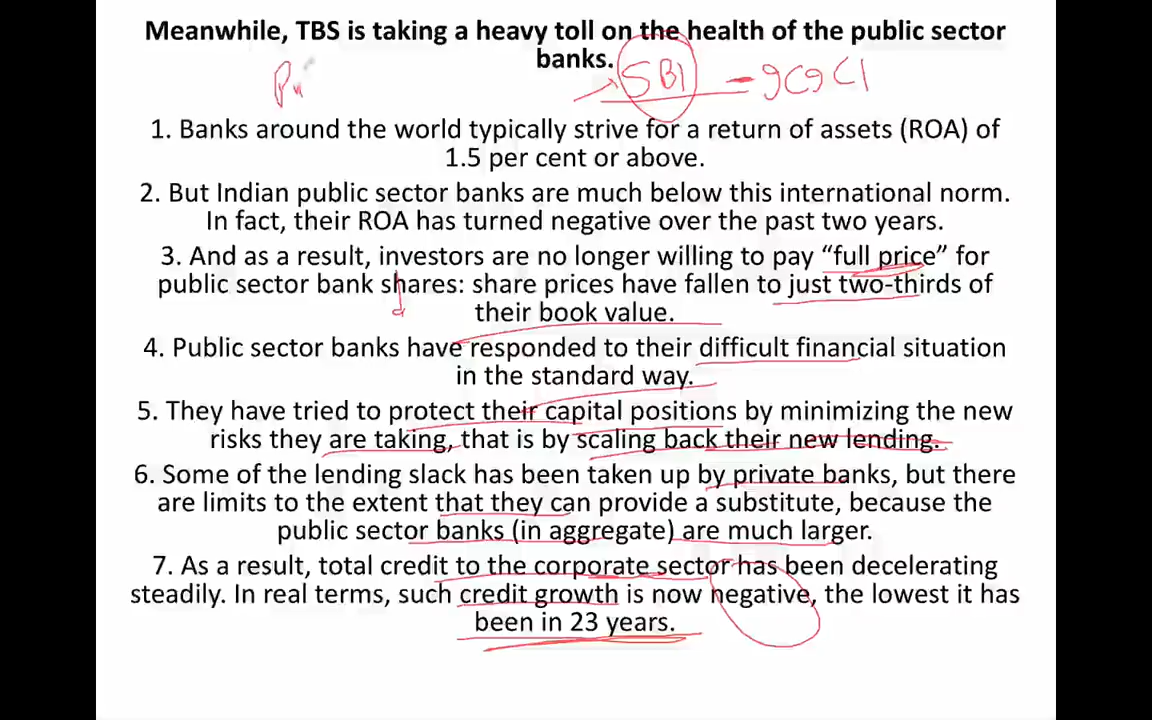 Meanwhile, TBS is taking a heavy toll on the health of the public sector
banks.
SBI
1. Banks around the world typically strive for a return of assets (ROA) of
1.5 per cent or above.
2. But Indian public sector banks are much below this international norm.
In fact, their ROA has turned negative over the past two years.
3. And as a result, investors are no longer willing to pay “full price” for
public sector bank shares: share prices have fallen to just two-thirds of
their book value.
4. Public sector banks have responded to their difficult financial situation
in the standard way.
5. They have tried to protect their capital positions by minimizing the new
risks they are taking, that is by scaling back their new lending.
6. Some of the lending slack has been taken up by private banks, but there
are limits to the extent that they can provide a substitute, because the
public sector banks (in aggregate) are much larger.
7. As a result, total credit to the corporate sector has been decelerating
steadily. In real terms, such credit growth is now negative, the lowest it has
been in 23 years.